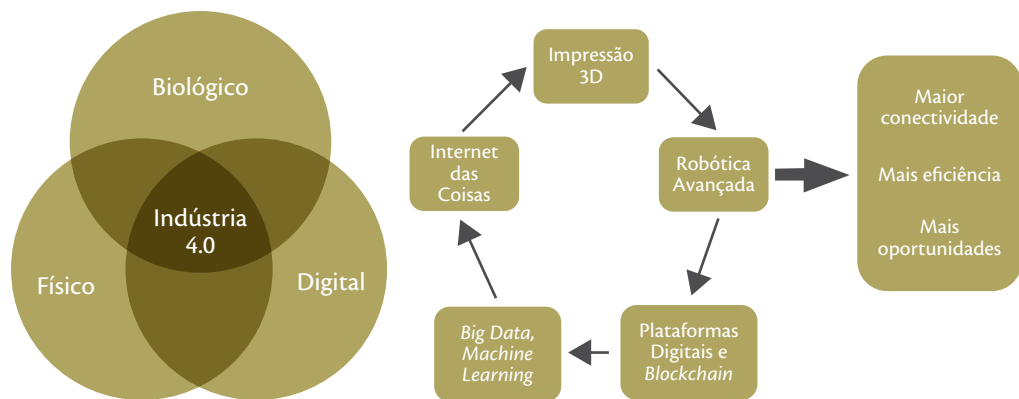 Biológico
Físico
Indústria
4.0
Digital
Impressão
3D
Internet
das
Coisas
Robótica
Avançada
Big Data,
Machine
Learning
Plataformas
Digitais e
Blockchain
Maior
conectividade
Mais eficiência
Mais
oportunidades